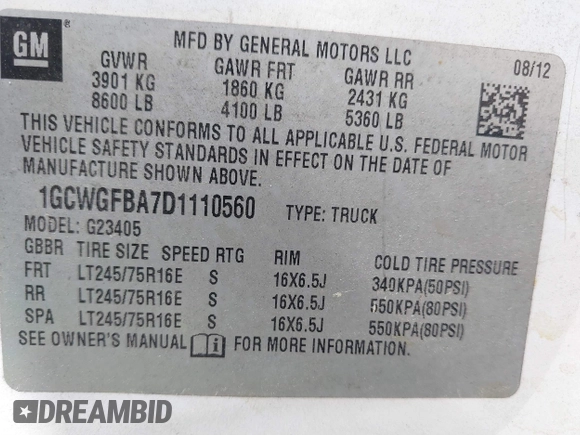 GM
®
MFD BY GENERAL MOTORS LLC
08/12
GVWR GAWR FRT GAWR RR
3901 KG 1860 KG 2431 KG
8600 LB 4100 LB 5360 LB
THIS VEHICLE CONFORMS TO ALL APPLICABLE U.S. FEDERAL MOTOR
VEHICLE SAFETY STANDARDS IN EFFECT ON THE DATE OF
MANUFACTURE SHOWN ABOVE.
1GCWGFBA7D1110560 TYPE: TRUCK
MODEL: G23405
GBBR TIRE SIZE SPEED RTG RIM COLD TIRE PRESSURE
FRT LT245/75R16E S 16X6.5J 340KPA(50PSI)
RR LT245/75R16E S 16X6.5J 550KPA(80PSI)
SPA LT245/75R16E S 16X6.5J 550KPA(80PSI)
SEE OWNER'S MANUAL i FOR MORE INFORMATION.
DREAMBID